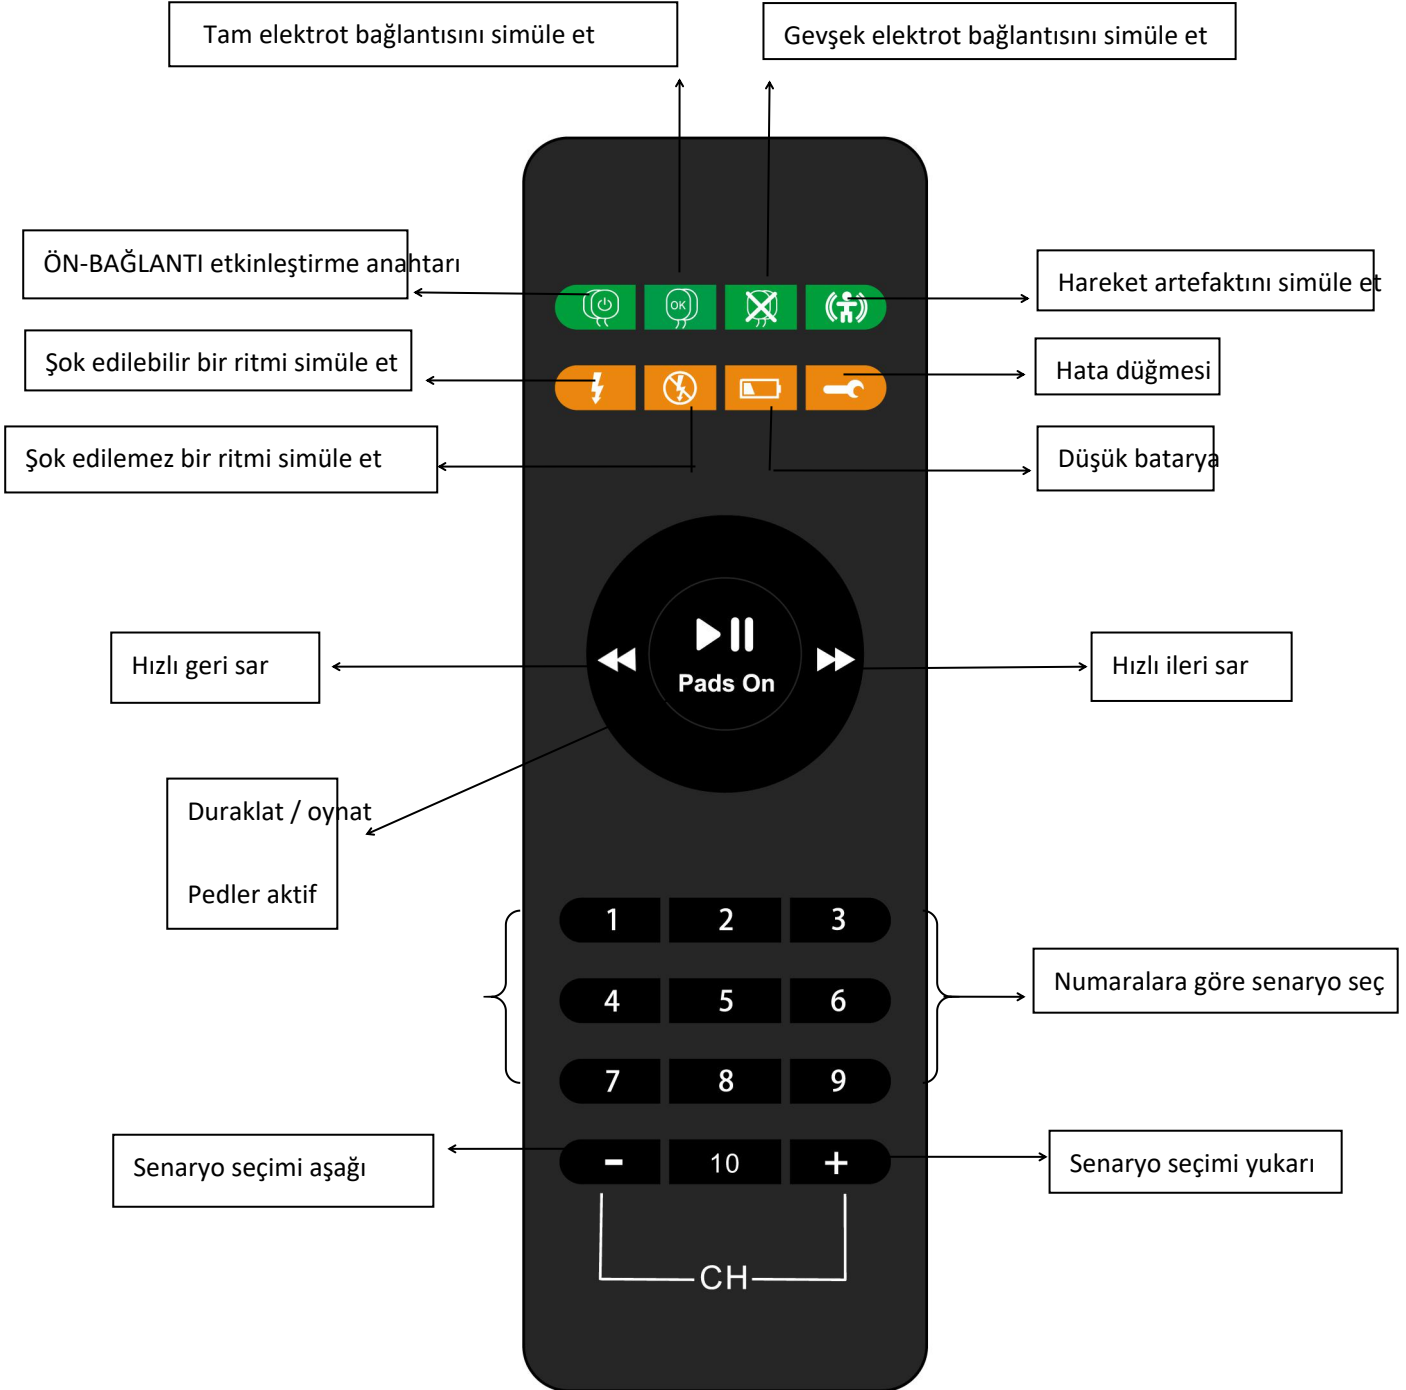 Tam elektrot bağlantısını simüle et
Gevşek elektrot bağlantısını simüle et
ÖN-BAĞLANTI etkinleştirme anahtarı
Hareket artefaktını simüle et
OK
Şok edilebilir bir ritmi simüle et
Hata düğmesi
Şok edilemez bir ritmi simüle et
Düşük batarya
Hızlı geri sar
Pads On
Hızlı ileri sar
Duraklat / oynat
Pedler aktif
1 2 3
4 5 6
Numaralara göre senaryo seç
7 8 9
Senaryo seçimi aşağı
- 10 +
Senaryo seçimi yukarı
CH